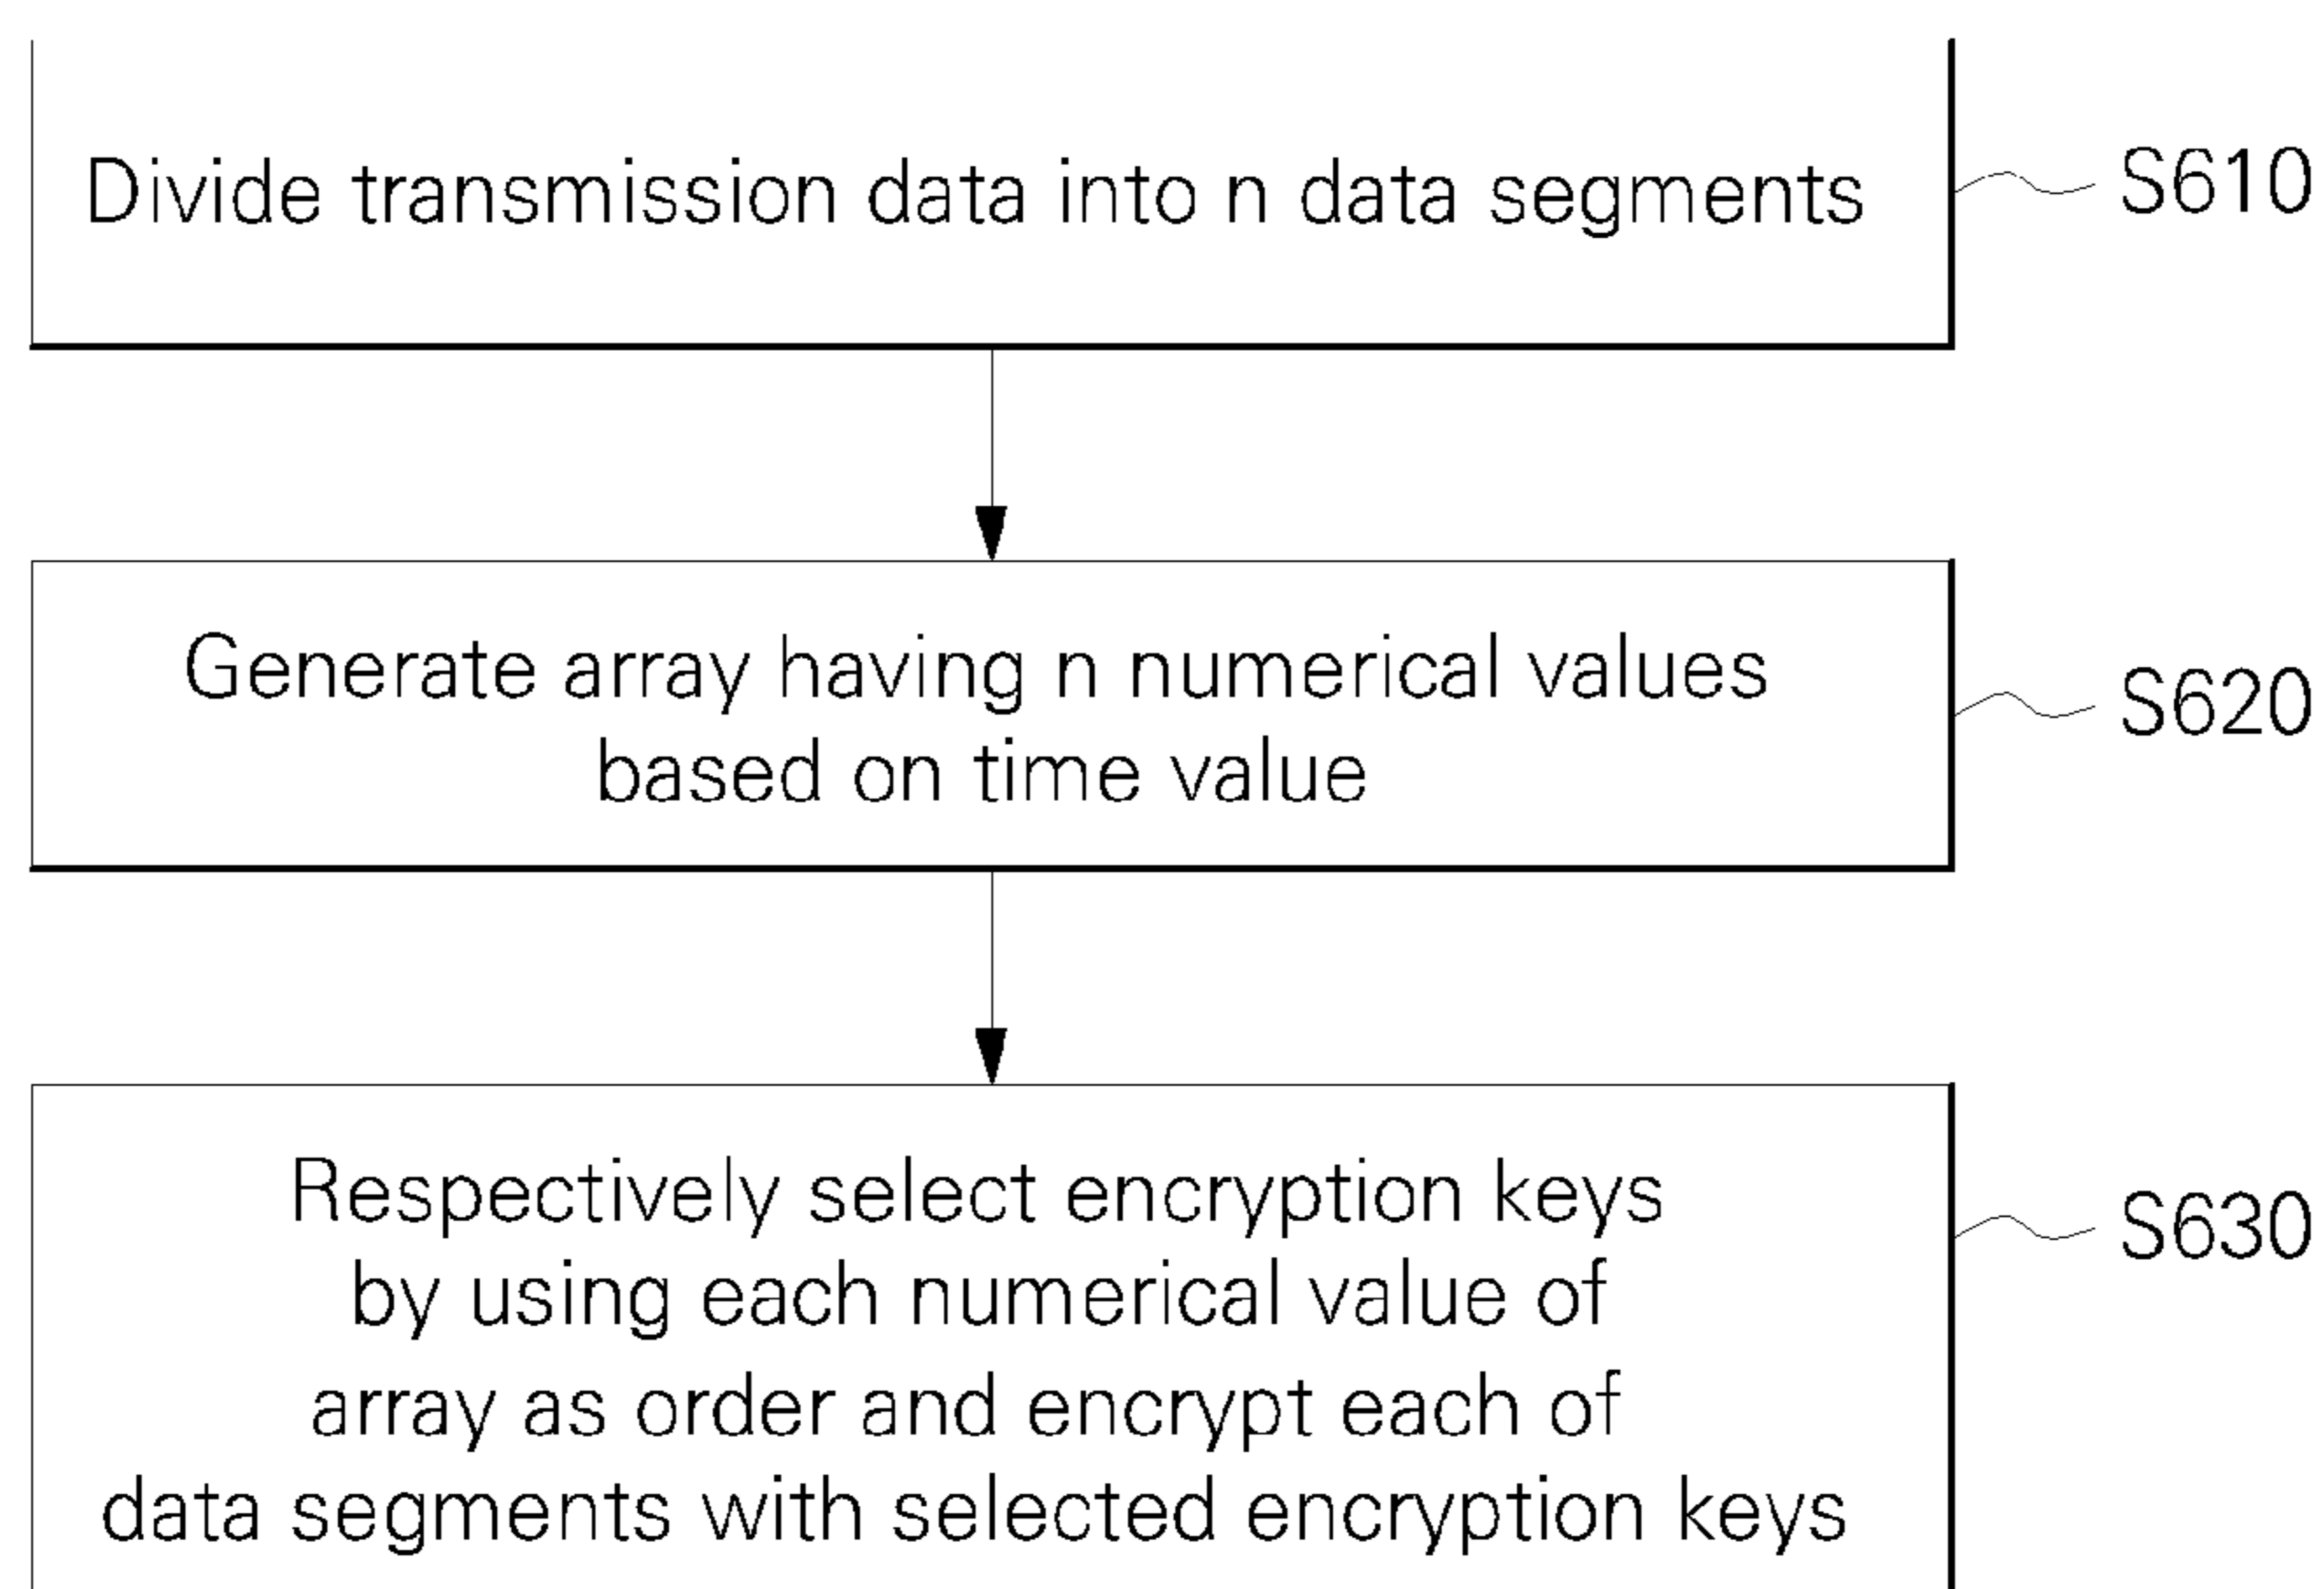 Divide transmission data into n data segments
S610
Generate array having n numerical values
based on time value
S620
Respectively select encryption keys
by using each numerical value of
array as order and encrypt each of
data segments with selected encryption keys
S630